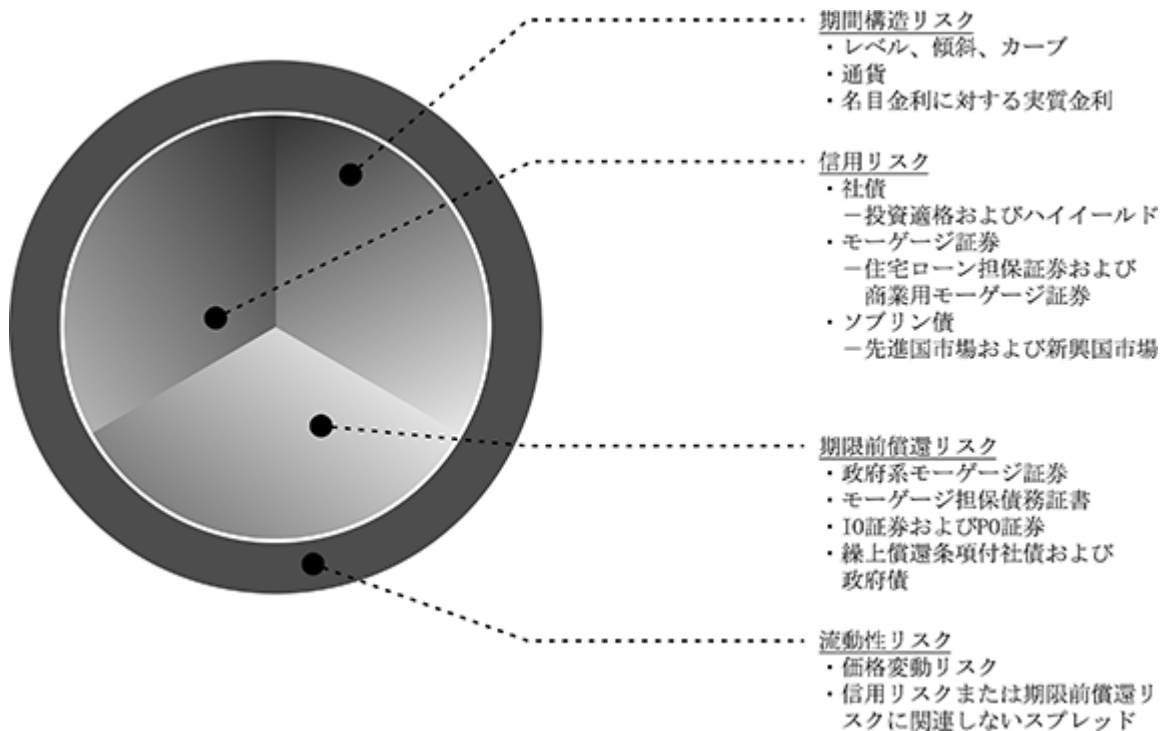 期間構造リスク
・レベル、傾斜、カーブ
・通貨
・名目金利に対する実質金利
信用リスク
・社債
－投資適格およびハイイールド
・モーゲージ証券
－住宅ローン担保証券および
商業用モーゲージ証券
・ソブリン債
－先進国市場および新興国市場
期限前償還リスク
・政府系モーゲージ証券
・モーゲージ担保債務証書
・IO証券およびPO証券
・繰上償還条項付社債および
政府債
流動性リスク
・価格変動リスク
・信用リスクまたは期限前償還リ
スクに関連しないスプレッド